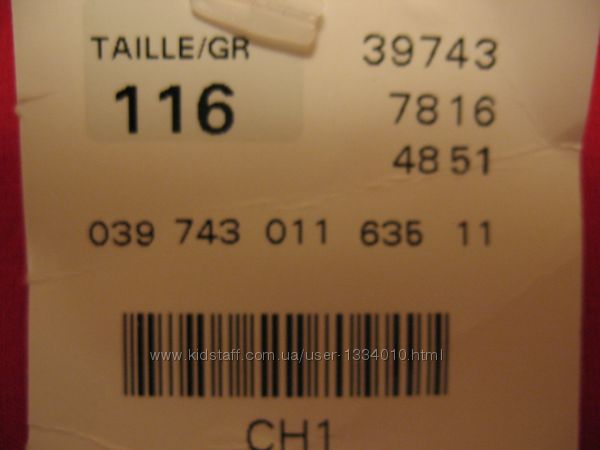 TAILLE/GR 39743
116 7816
4851
039 743 011 635 11
www.kidstaff.com.ua/user-1334010.html
CH1